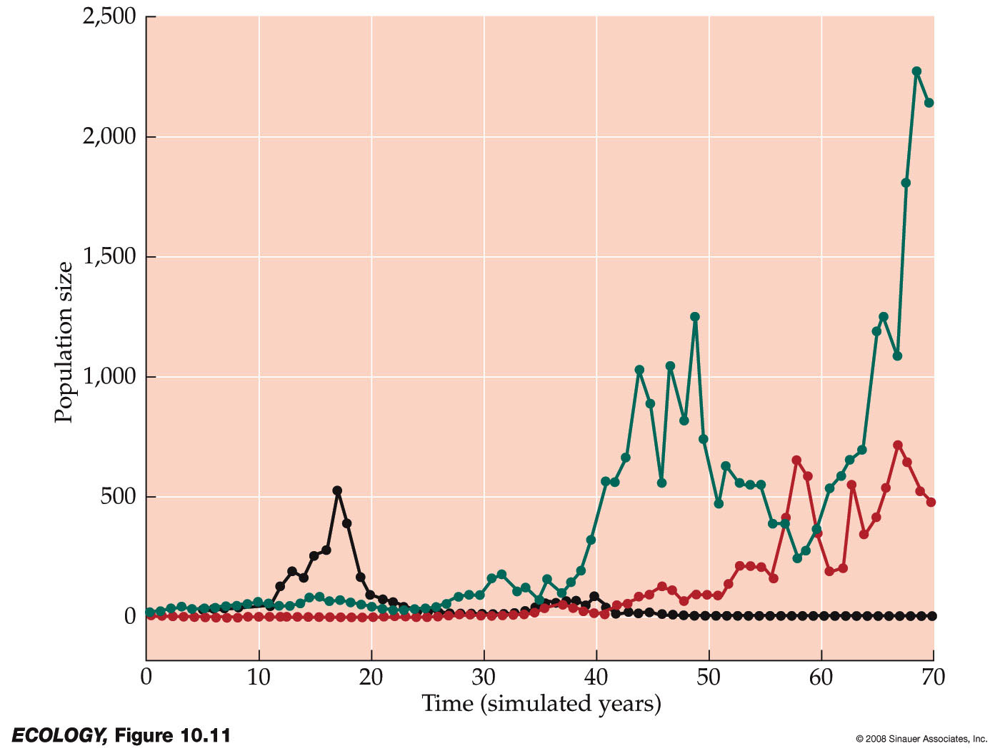 2,500
2,000
1,500
1,000
500
0
Population size
0 10 20 30 40 50 60 70
Time (simulated years)
ECOLOGY, Figure 10.11
© 2008 Sinauer Associates, Inc.